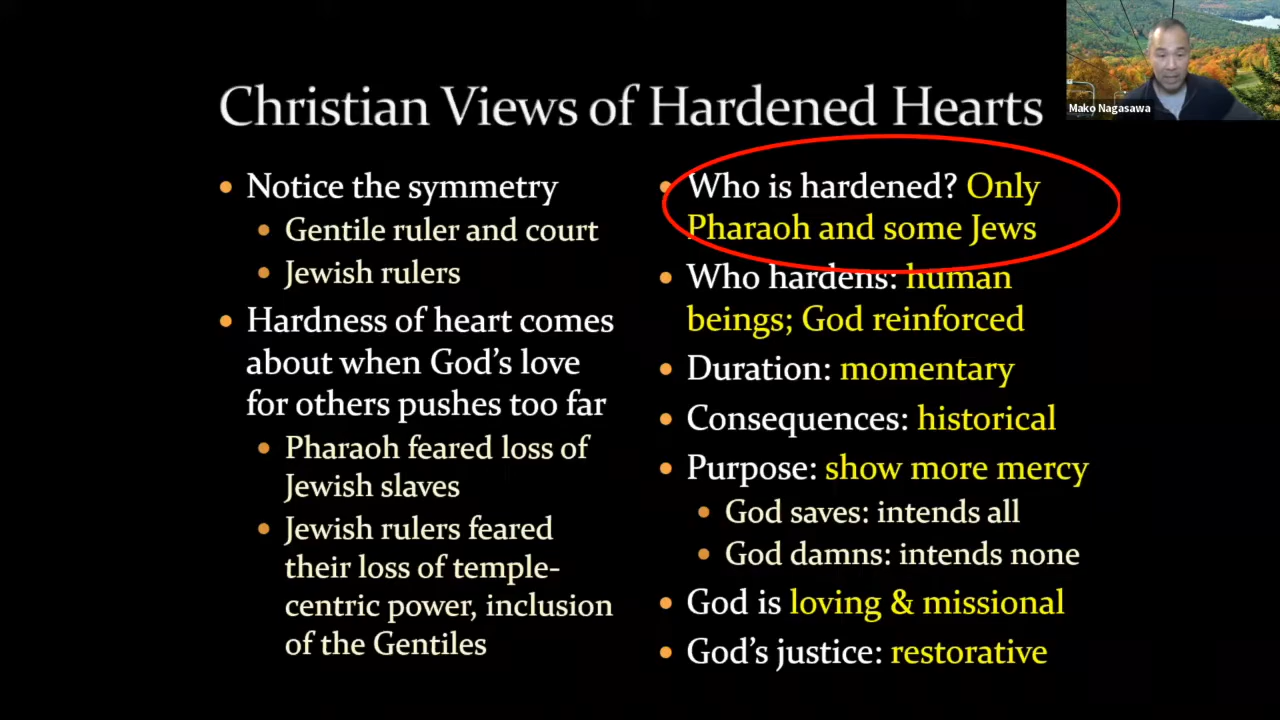 Mako Nagasawa
Christian Views of Hardened Hearts
• Notice the symmetry
• Gentile ruler and court
• Jewish rulers
• Hardness of heart comes
about when God's love
for others pushes too far
• Pharaoh feared loss of
Jewish slaves
• Jewish rulers feared
their loss of temple-
centric power, inclusion
of the Gentiles
• Who is hardened? Only
Pharaoh and some Jews
• Who hardens: human
beings; God reinforced
• Duration: momentary
• Consequences: historical
• Purpose: show more mercy
• God saves: intends all
• God damns: intends none
• God is loving & missional
• God's justice: restorative